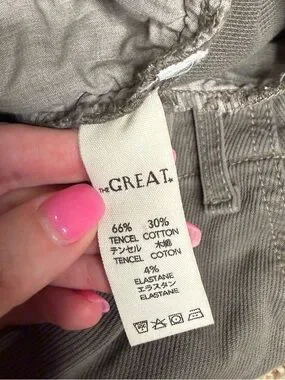 THE GREAT.
66% 30%
TENCEL COTTON
テンセル 木綿
TENCEL COTON
4%
ELASTANE
エラスタン
ELASTANE